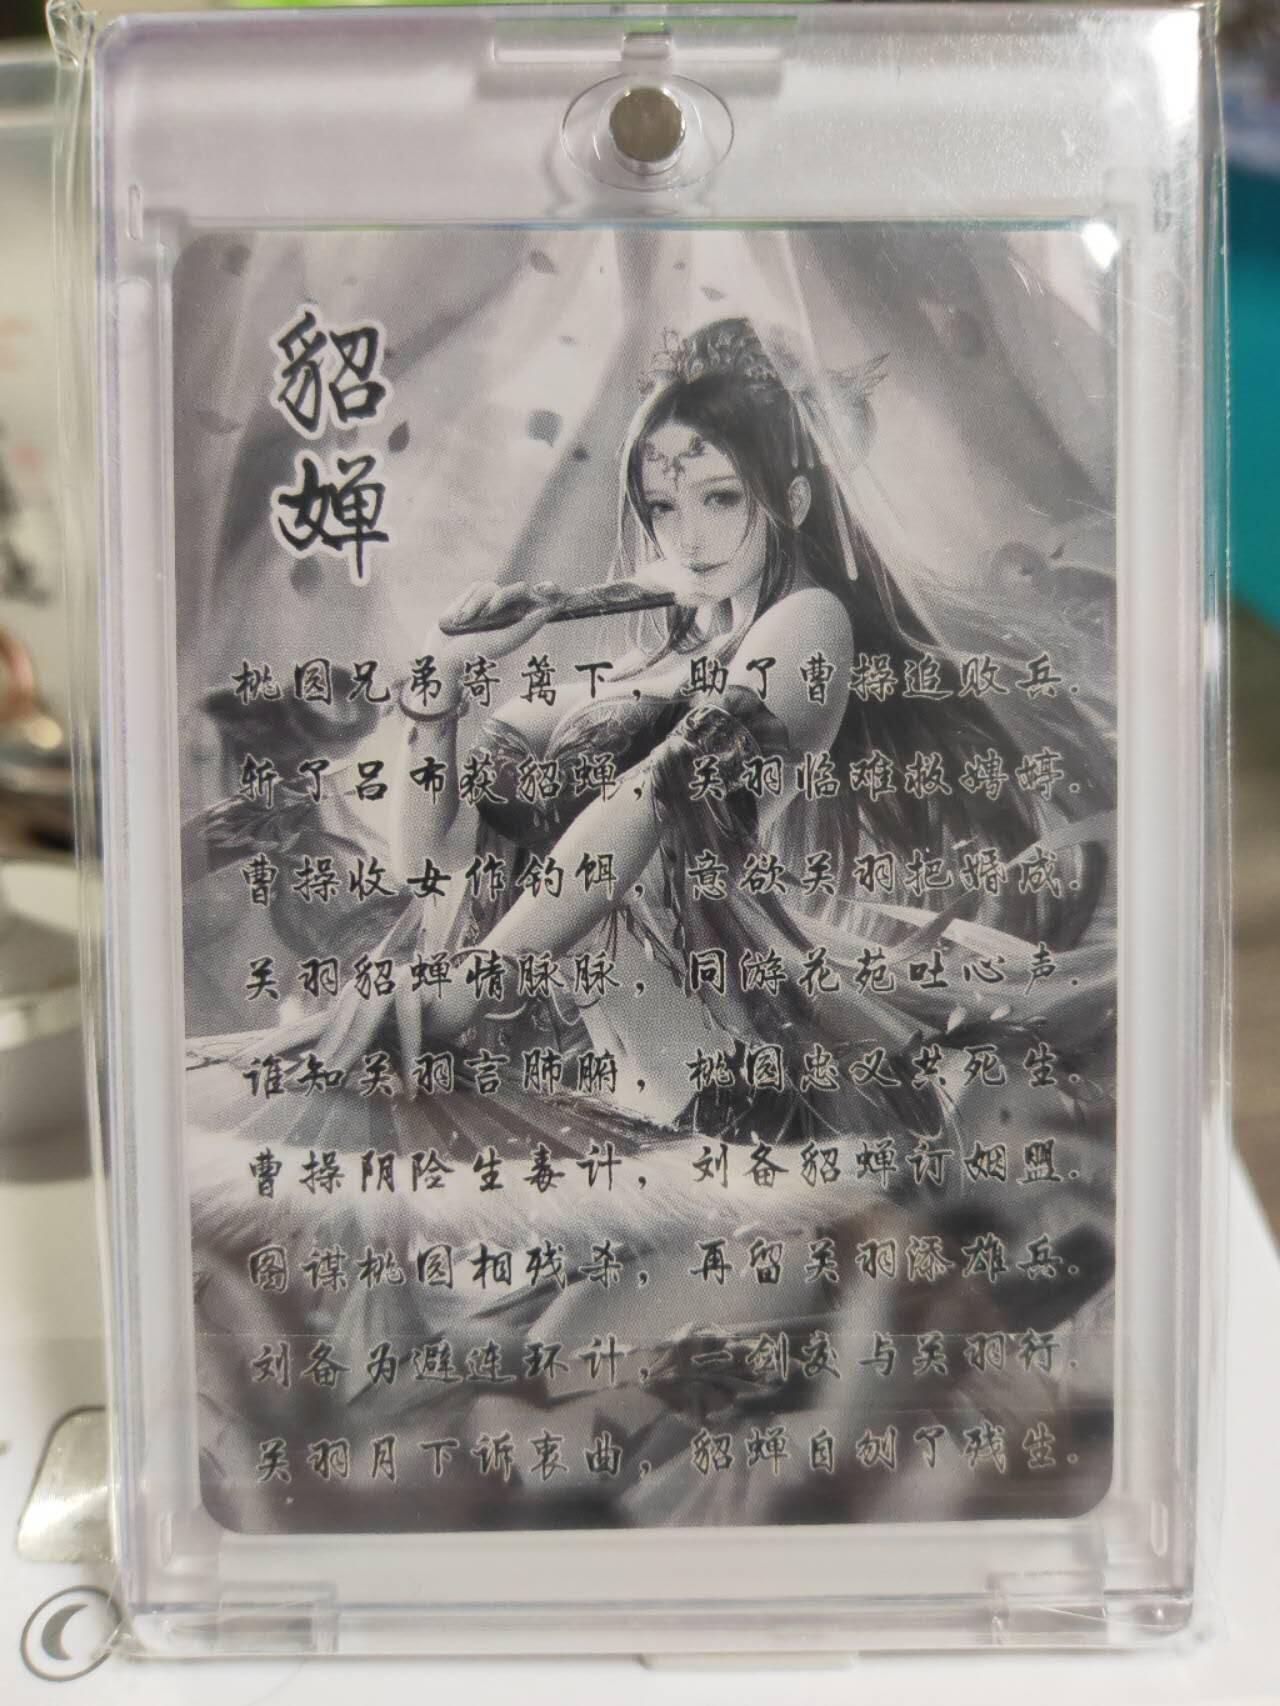 貂
蝉
桃园兄弟寄篱下，助了曹操追败兵.
斩了吕布获貂蝉，关羽临难救娉婷.
曹操收女作钓饵，意欲关羽把婚成.
关羽貂蝉情脉脉，同游花苑吐心声.
谁知关羽言肺腑，桃园忠义共死生.
曹操阴险生毒计，刘备貂蝉订姻盟.
图谋桃园相残杀，再留关羽添雄兵.
刘备为避连环计，一剑交与关羽行.
关羽月下诉衷曲，貂蝉自刎了残生.